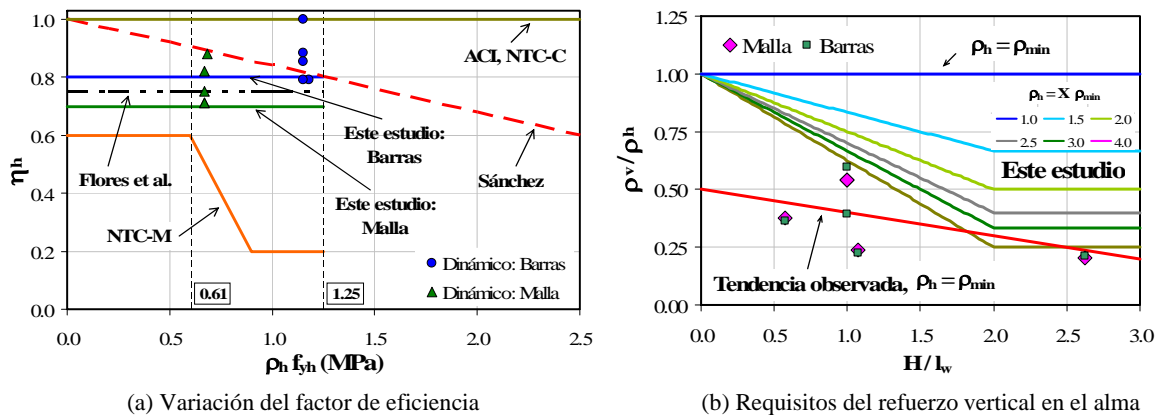 1.0
0.8
0.6
0.4
0.2
0.0
ηh
ACI, NTC-C
Este estudio:
Barras
Flores et al.
Sánchez
Este estudio:
Malla
NTC-M
Dinámico: Barras
Dinámico: Malla
0.61
1.25
0.0 0.5 1.0 1.5 2.0 2.5
ρh fyh (MPa)
(a) Variación del factor de eficiencia
1.00
0.75
0.50
0.25
0.00
ρv/ρh
Malla Barras
ρh = ρmin
ρh = X ρmin
1.0 1.5 2.0
2.5 3.0 4.0
Este estudio
Tendencia observada, ρh = ρmin
0.0 0.5 1.0 1.5 2.0 2.5 3.0
H/lw
(b) Requisitos del refuerzo vertical en el alma